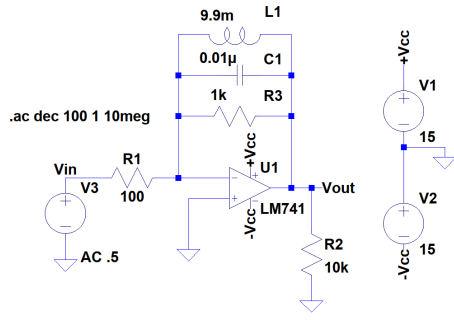 9.9m
L1
0.01µ
C1
1k
R3
.ac dec 100 1 10meg
+Vcc
+Vcc
V1
15
Vin
R1
100
U1
V3
Vout
LM741
-Vcc
AC .5
R2
10k
V2
15
-Vcc